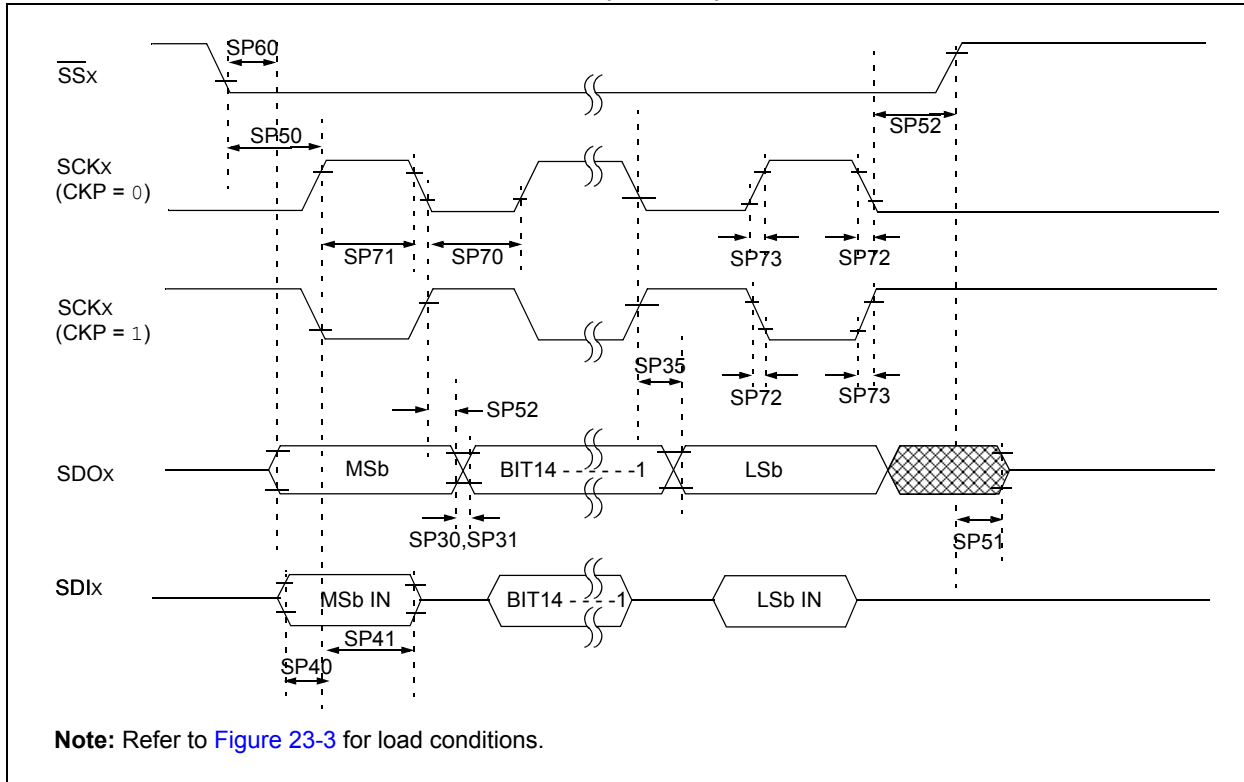 SP60
SSX
SP52
SP50
SCKX
(CKP = 0)
SP71
SP70
SP73
SP72
SCKX
(CKP = 1)
SP35
SP72
SP73
SP52
SDOX
MSb
BIT14 - - - - - -1
LSb
SP30,SP31
SP51
SDIX
MSb IN
BIT14 - - - -1
LSb IN
SP41
SP40
Note: Refer to Figure 23-3 for load conditions.